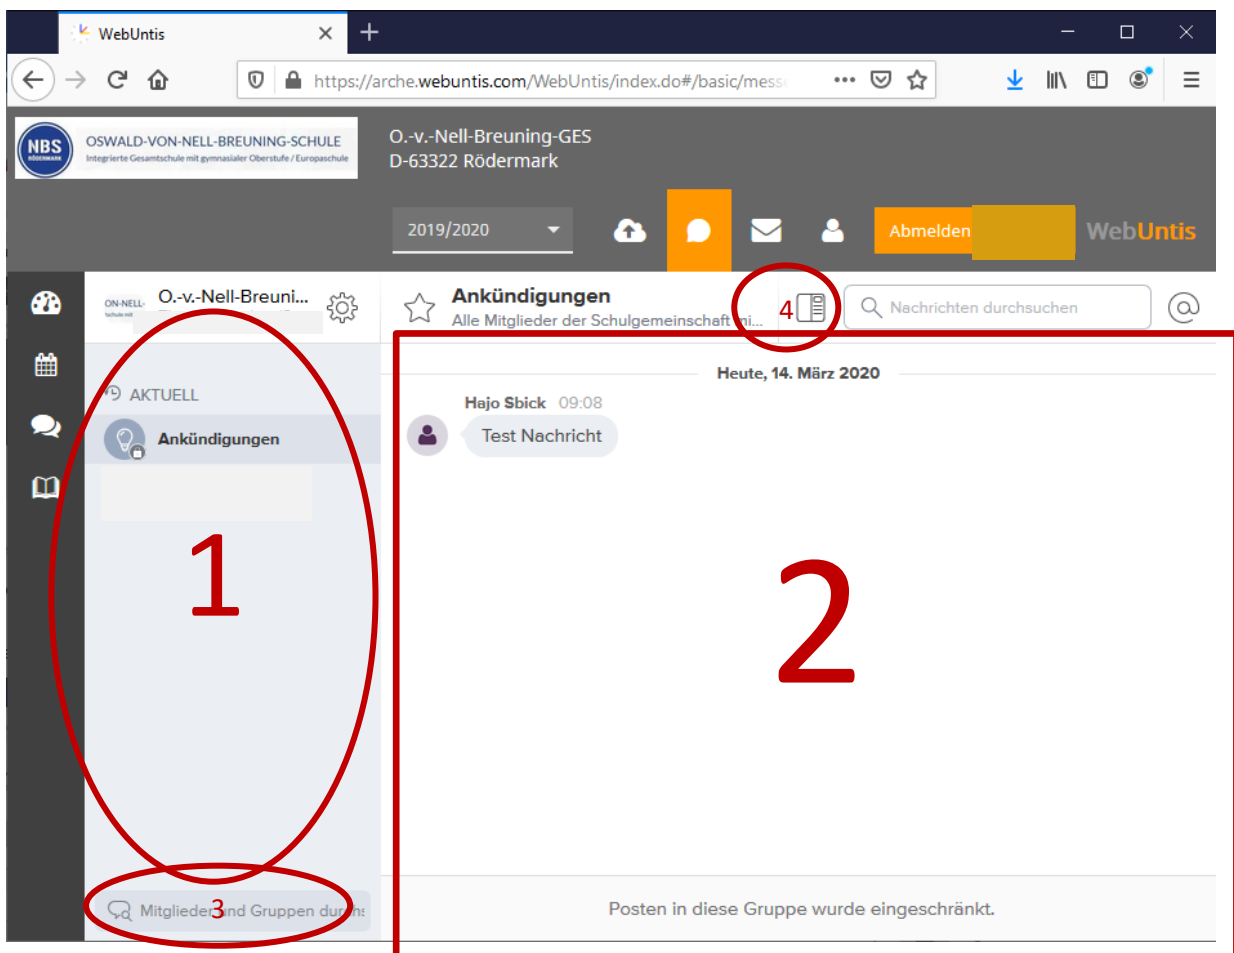 WebUntis
https://arche.webuntis.com/WebUntis/index.do#/basic/mess
NBS
RÖDERMARK
OSWALD-VON-NELL-BREUNING-SCHULE
Integrierte Gesamtschule mit gymnasialer Oberstufe / Europaschule
O.-v.-Nell-Breuning-GES
D-63322 Rödermark
2019/2020
Abmelden
WebUntis
ON-NELL-
O.-v.-Nell-Breuni...
Ankündigungen
Alle Mitglieder der Schulgemeinschaft mi...
4
Nachrichten durchsuchen
@
AKTUELL
Ankündigungen
Heute, 14. März 2020
Hajo Sbick 09:08
Test Nachricht
1
2
3
Mitglieder und Gruppen durchs
Posten in diese Gruppe wurde eingeschränkt.